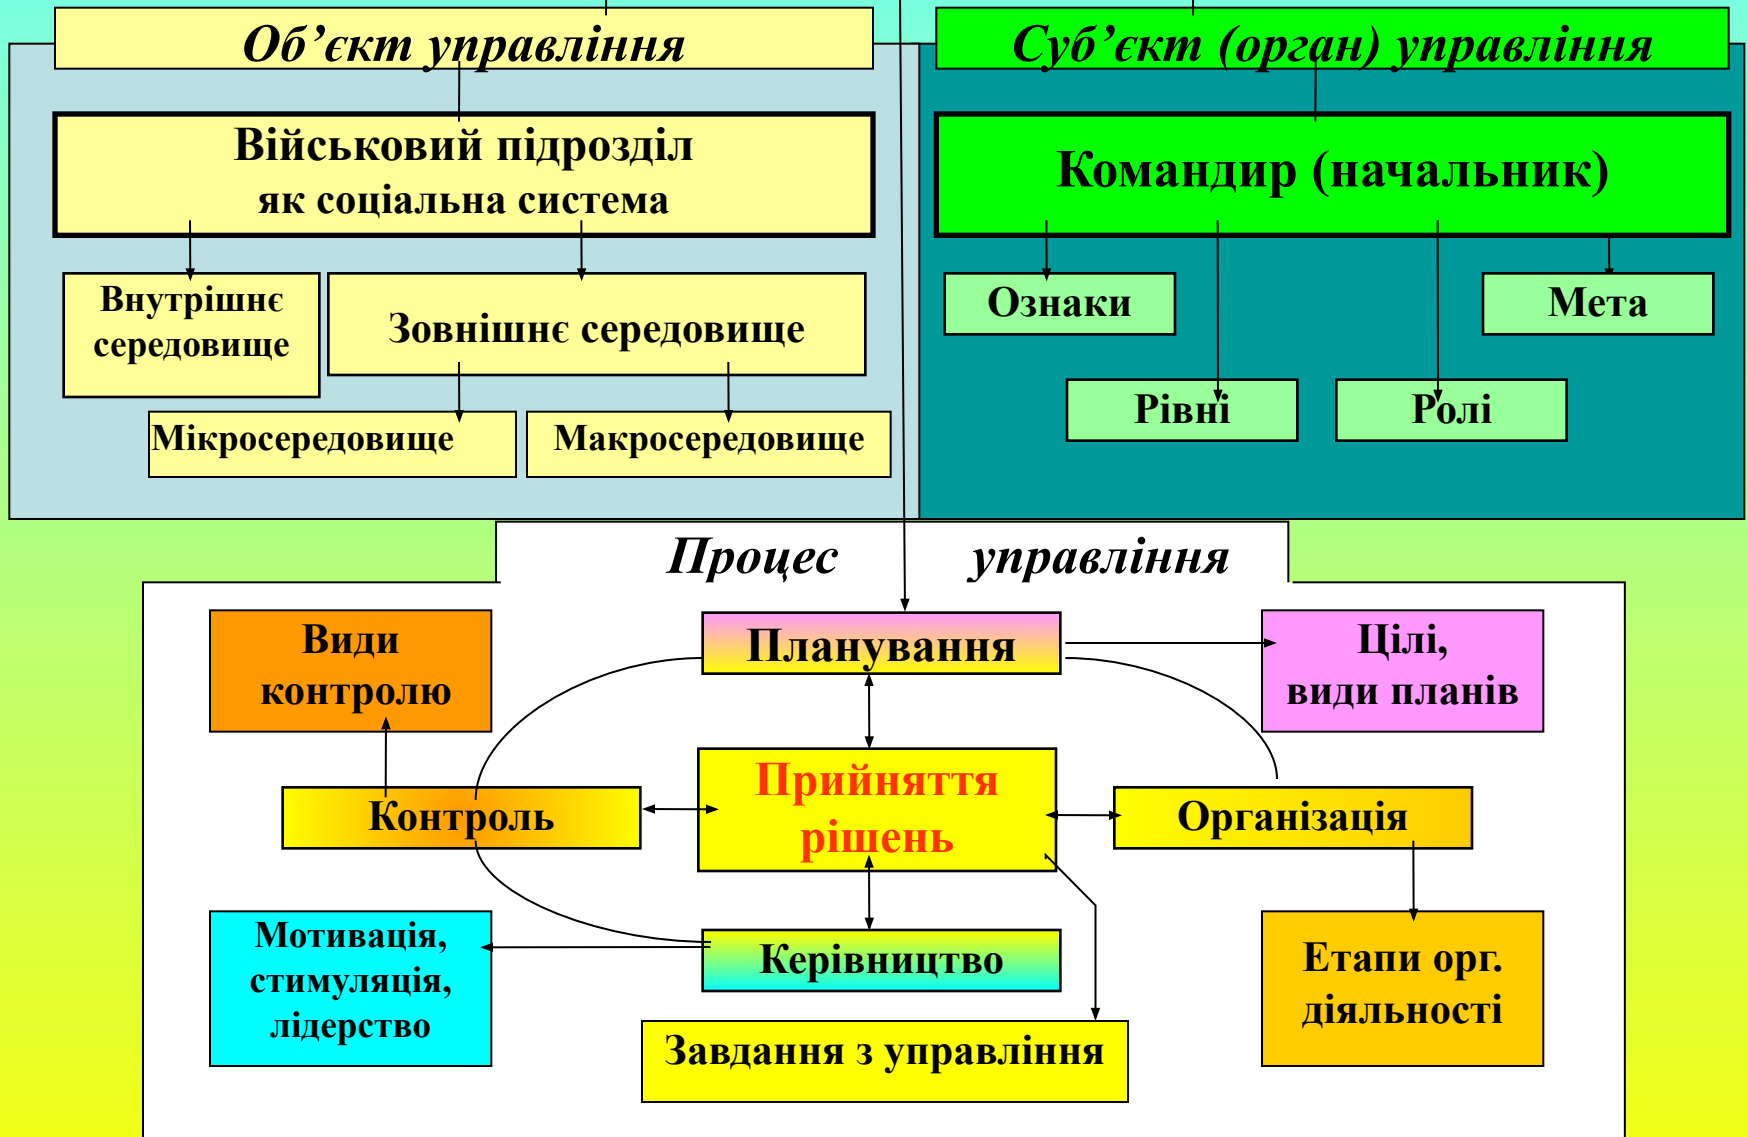 Об’єкт управління
Суб’єкт (орган) управління
Військовий підрозділ
як соціальна система
Командир (начальник)
Внутрішнє
середовище
Зовнішнє середовище
Ознаки
Мета
Мікросередовище
Макросередовище
Рівні
Ролі
Процес управління
Види
контролю
Планування
Цілі,
види планів
Прийняття
рішень
Контроль
Організація
Мотивація,
стимуляція,
лідерство
Керівництво
Етапи орг.
діяльності
Завдання з управління